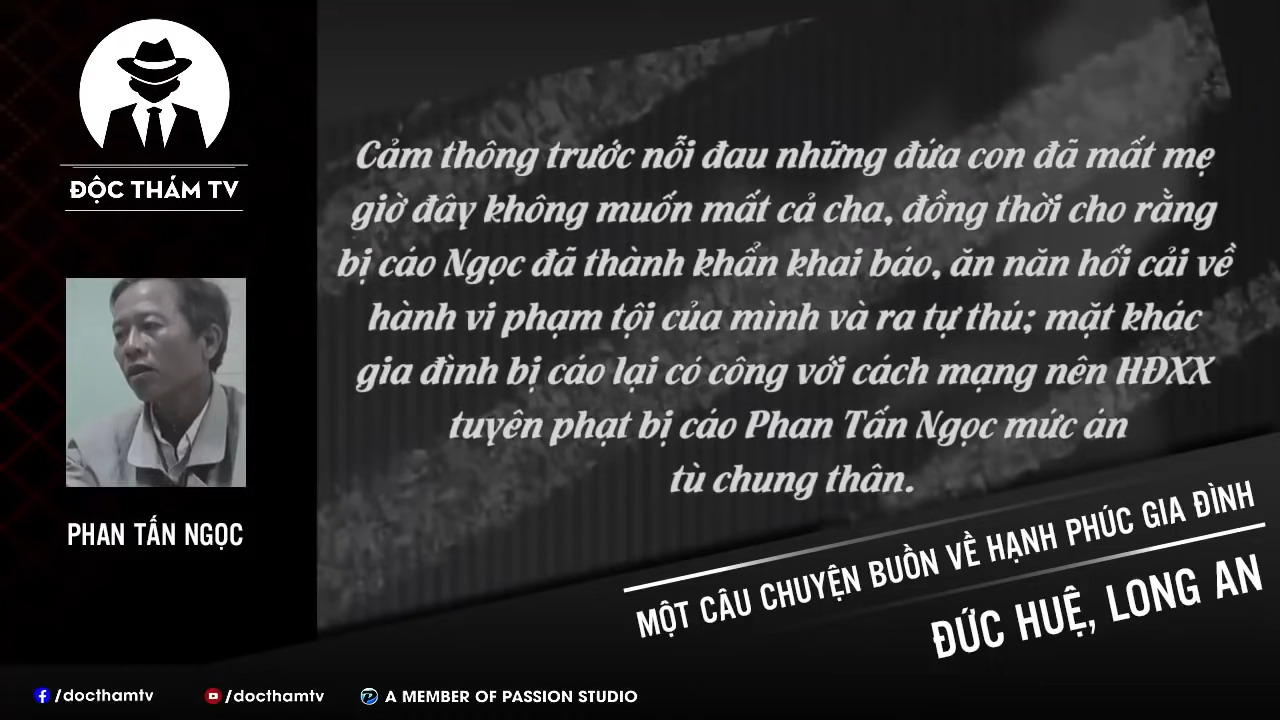 ĐỘC THÁM TV
PHAN TẤN NGỌC
Cảm thông trước nỗi đau những đứa con đã mất mẹ
giờ đây không muốn mất cả cha, đồng thời cho rằng
bị cáo Ngọc đã thành khẩn khai báo, ăn năn hối cải về
hành vi phạm tội của mình và ra tự thú; mặt khác
gia đình bị cáo lại có công với cách mạng nên HĐXX
tuyên phạt bị cáo Phan Tấn Ngọc mức án
tù chung thân.
MỘT CÂU CHUYỆN BUỒN VỀ HẠNH PHÚC GIA ĐÌNH
ĐỨC HUỆ, LONG AN
/docthamtv
/docthamtv
A MEMBER OF PASSION STUDIO